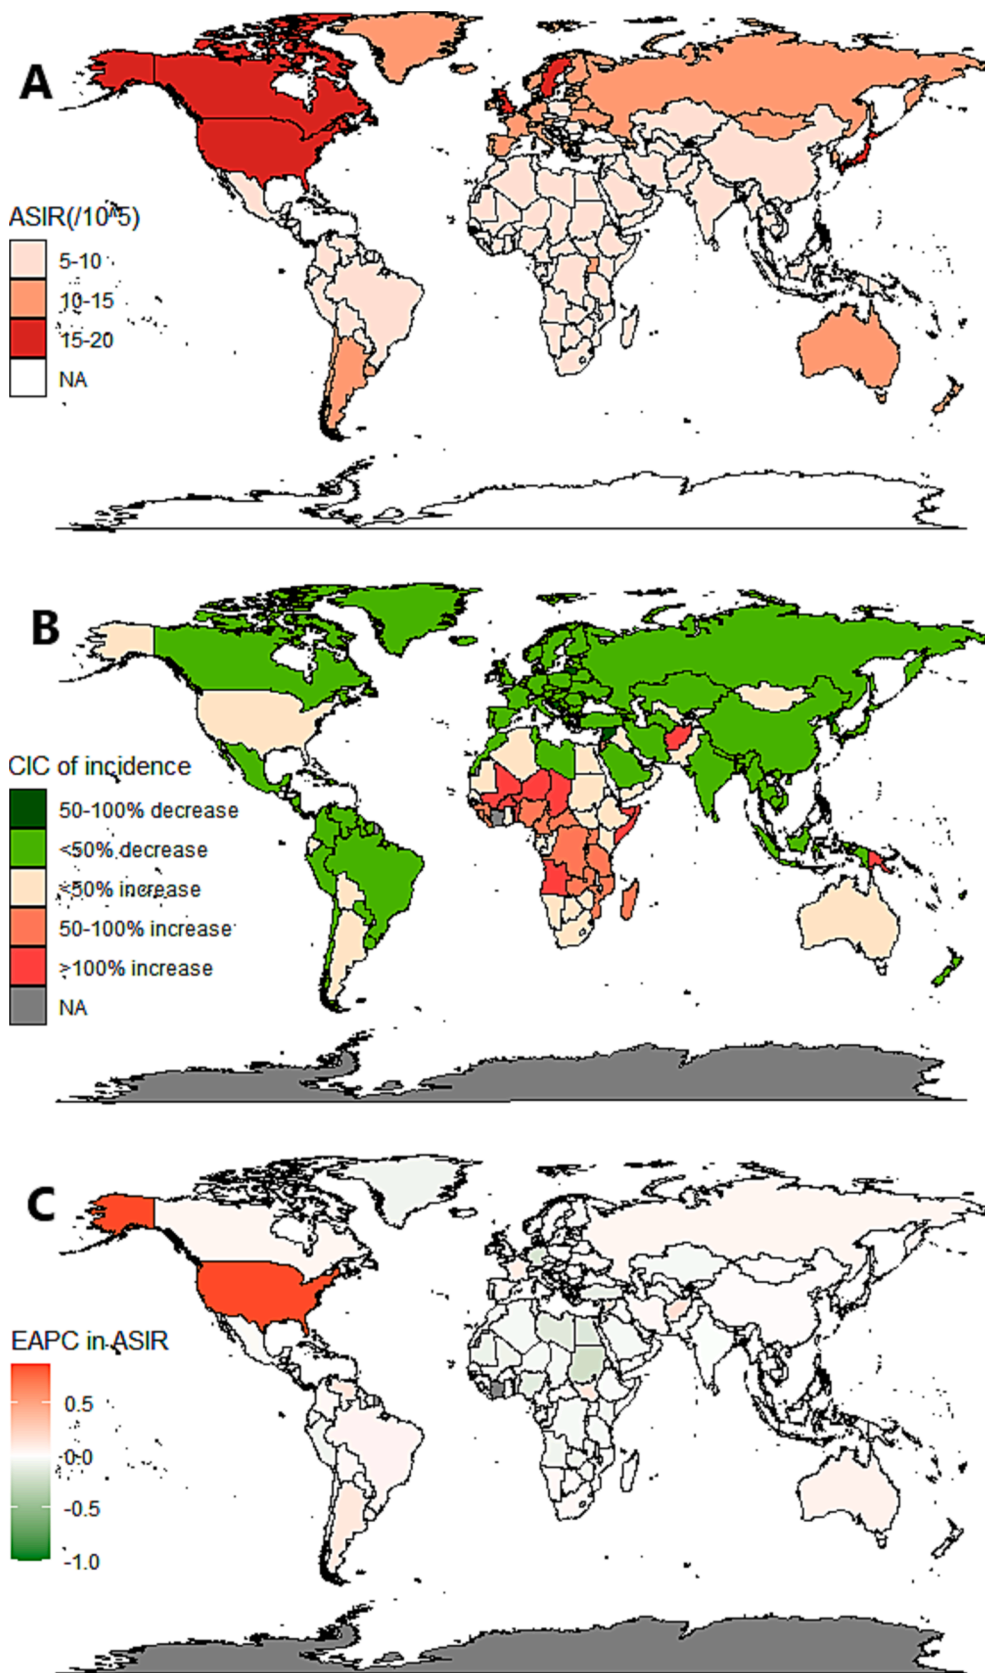 A
ASIR(/10^5)
5-10
10-15
15-20
NA
B
CIC of incidence
50-100% decrease
<50% decrease
<50% increase
50-100% increase
>100% increase
NA
C
EAPC in ASIR
0.5
0.0
-0.5
-1.0